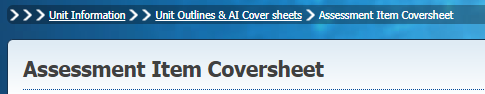 > > > Unit Information > > Unit Outlines & AI Cover sheets > Assessment Item Coversheet
Assessment Item Coversheet